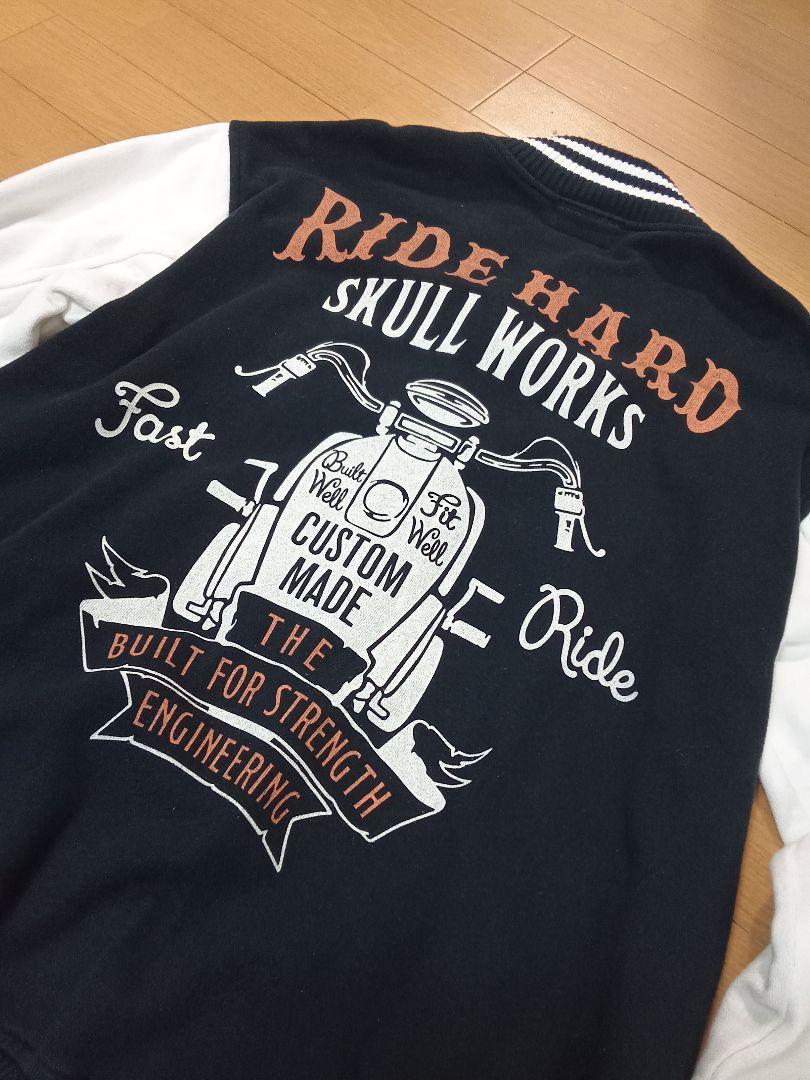 RIDE HARD
SKULL WORKS
Fast
Built
Well
Fit
Well
CUSTOM
MADE
Ride
THE
BUILT FOR STRENGTH
ENGINEERING